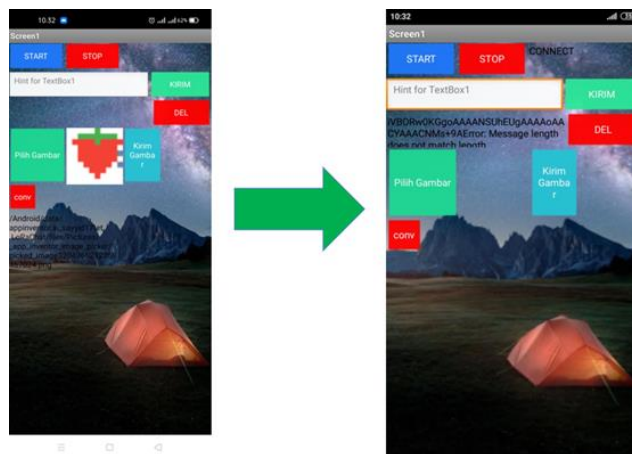 10.32
42%
Screen1
START
STOP
Hint for TextBox1
KIRIM
DEL
Pilih Gambar
Kirim
Gamba
r
conv
10:32
Screen1
START
STOP
CONNECT
Hint for TextBox1
KIRIM
iVBORw0KGgoAAAANSUhEUgAAAAoAA
CYAAACNMs+9AError: Message length
does not match length
DEL
Pilih Gambar
Kirim
Gamba
r
conv